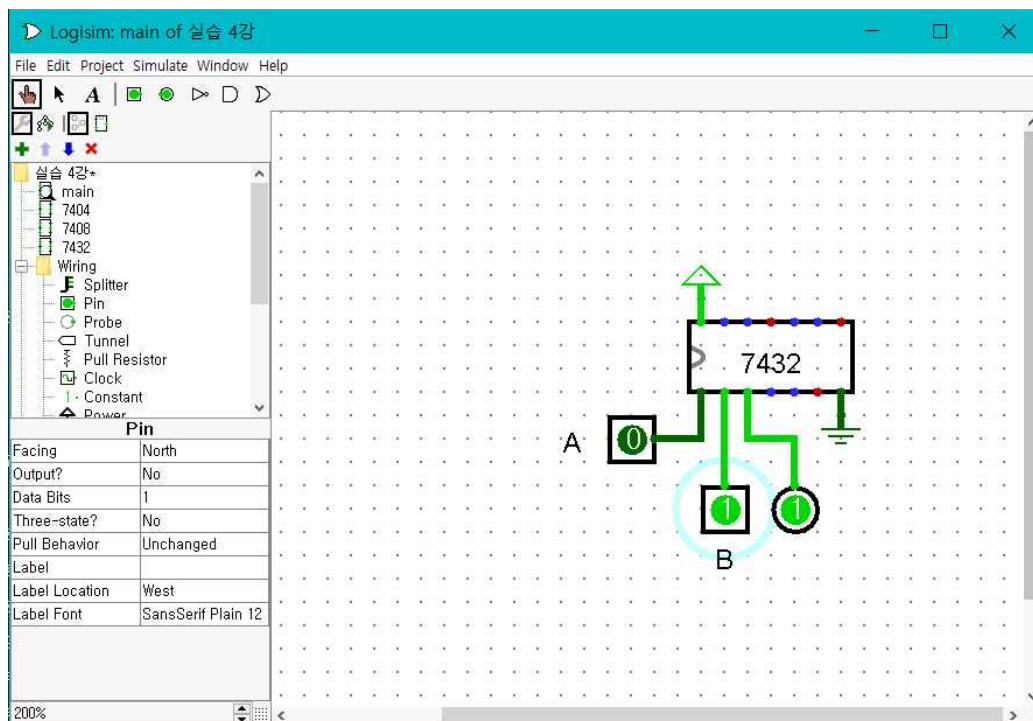 Logisim: main of 실습 4강
File Edit Project Simulate Window Help
A
실습 4강*
main
7404
7408
7432
Wiring
Splitter
Pin
Probe
Tunnel
Pull Resistor
Clock
1 Constant
Power
Pin
Facing North
Output? No
Data Bits 1
Three-state? No
Pull Behavior Unchanged
Label
Label Location West
Label Font SansSerif Plain 12
200%
7432
A 0
1 1
B